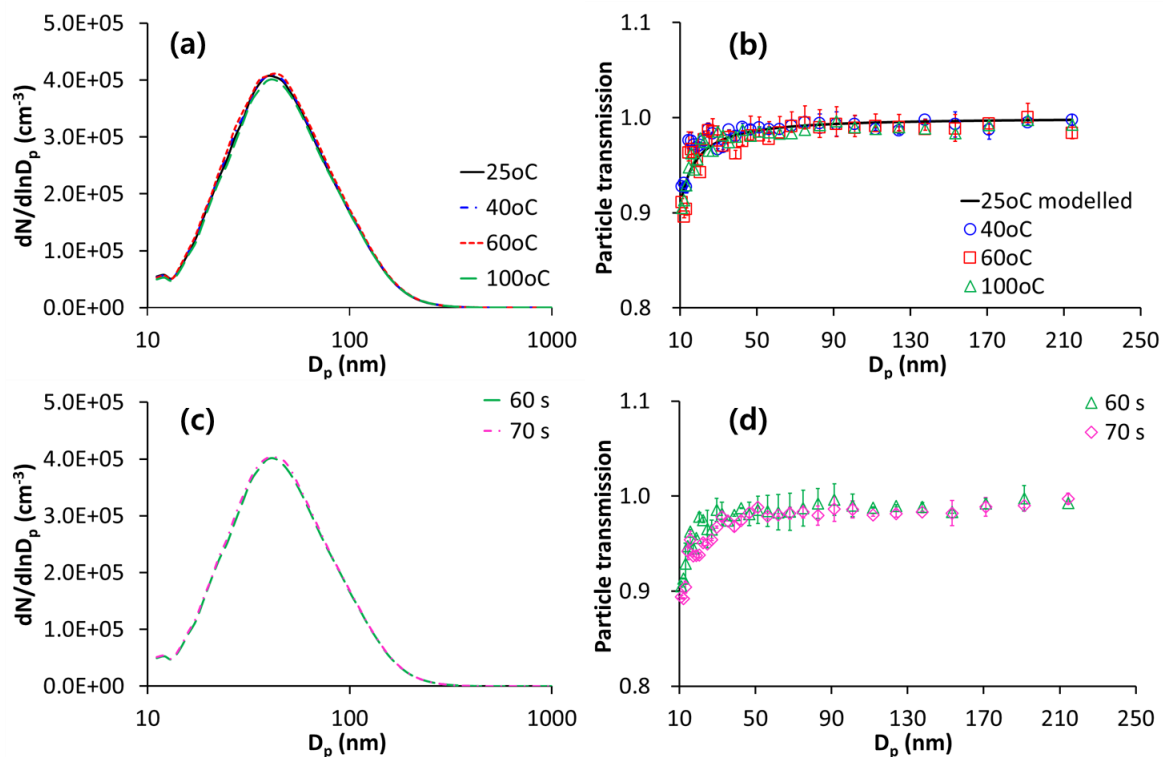 (a)
dN/dlnDp (cm-3)
5.0E+05
4.0E+05
3.0E+05
2.0E+05
1.0E+05
0.0E+00
25oC
40oC
60oC
100oC
10
100
1000
Dp (nm)
(b)
Particle transmission
1.1
1.0
0.9
0.8
25oC modelled
40oC
60oC
100oC
10
50
90
130
170
210
250
Dp (nm)
(c)
dN/dlnDp (cm-3)
5.0E+05
4.0E+05
3.0E+05
2.0E+05
1.0E+05
0.0E+00
60 s
70 s
10
100
1000
Dp (nm)
(d)
Particle transmission
1.1
1.0
0.9
0.8
60 s
70 s
10
50
90
130
170
210
250
Dp (nm)